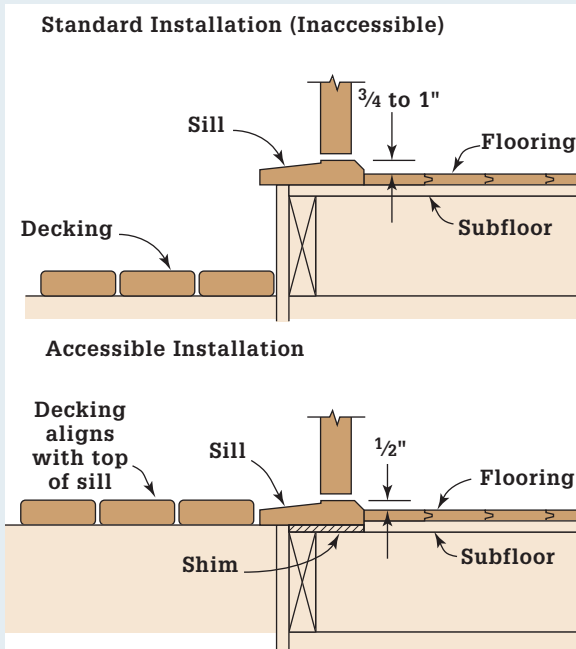 Standard Installation (Inaccessible)
3/4 to 1"
Sill
Flooring
Decking
Subfloor
Accessible Installation
Decking
aligns
with top
of sill
Sill
1/2"
Flooring
Shim
Subfloor